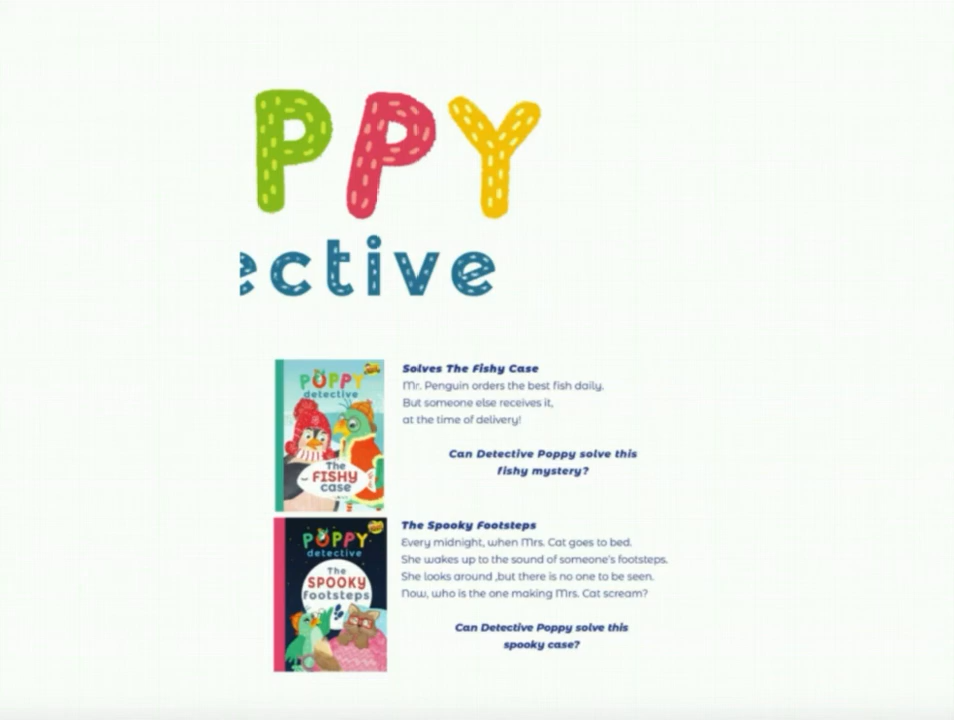 PPY
ective
POPPY
detective
The
FISHY
case
Solves The Fishy Case
Mr. Penguin orders the best fish daily.
But someone else receives it,
at the time of delivery!
Can Detective Poppy solve this
fishy mystery?
POPPY
detective
The
SPOOKY
footsteps
The Spooky Footsteps
Every midnight, when Mrs. Cat goes to bed.
She wakes up to the sound of someone's footsteps.
She looks around ,but there is no one to be seen.
Now, who is the one making Mrs. Cat scream?
Can Detective Poppy solve this
spooky case?